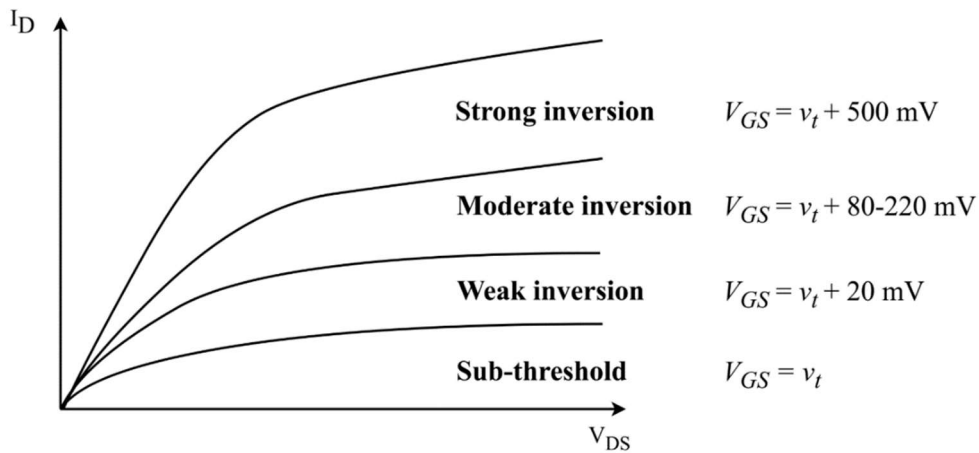 I_D
Strong inversion V_GS = v_t + 500 mV
Moderate inversion V_GS = v_t + 80-220 mV
Weak inversion V_GS = v_t + 20 mV
Sub-threshold V_GS = v_t
V_DS